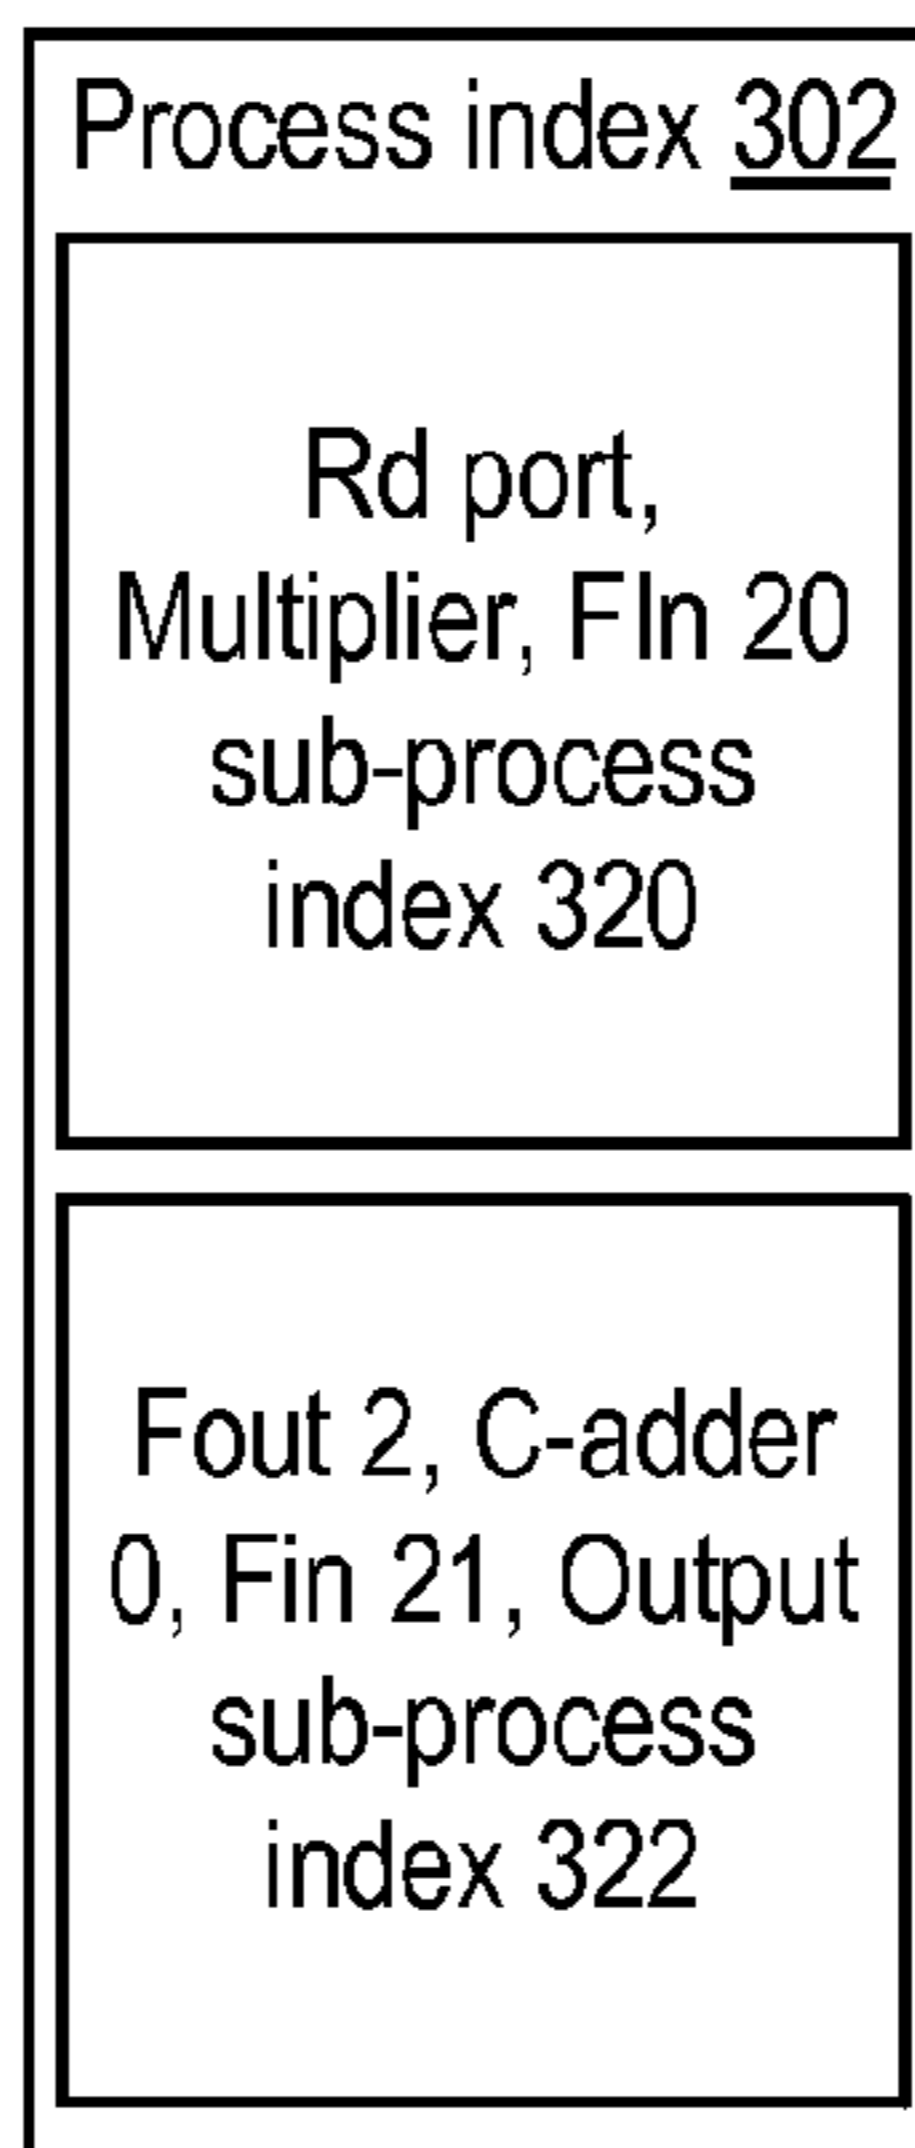 Process index 302
Rd port,
Multiplier, FIn 20
sub-process
index 320
Fout 2, C-adder
0, Fin 21, Output
sub-process
index 322